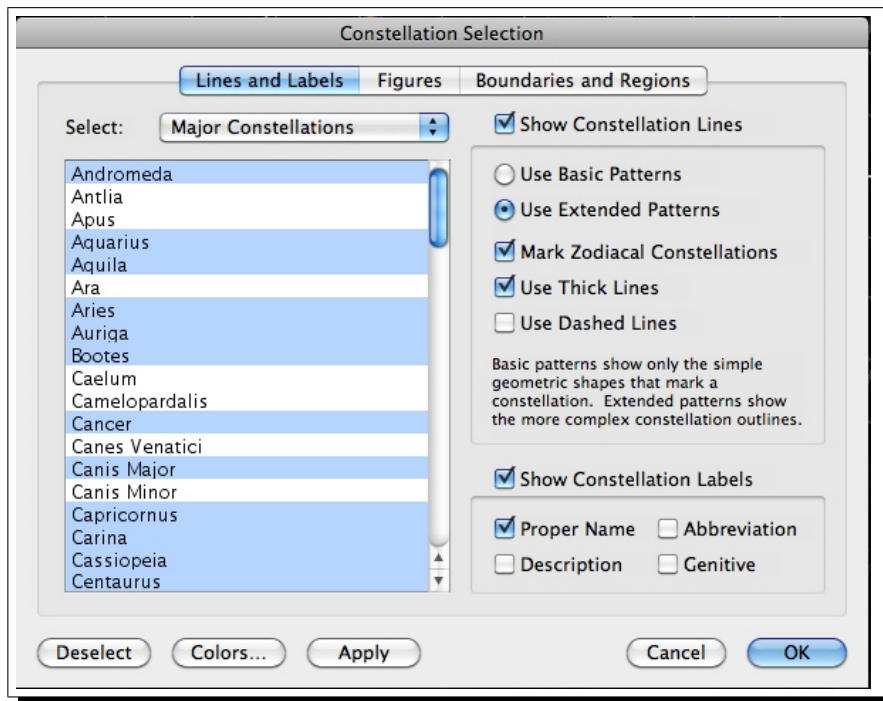 Constellation Selection
Lines and Labels Figures Boundaries and Regions
Select: Major Constellations
Andromeda
Antlia
Apus
Aquarius
Aquila
Ara
Aries
Auriga
Bootes
Caelum
Camelopardalis
Cancer
Canes Venatici
Canis Major
Canis Minor
Capricornus
Carina
Cassiopeia
Centaurus
Show Constellation Lines
Use Basic Patterns
Use Extended Patterns
Mark Zodiacal Constellations
Use Thick Lines
Use Dashed Lines
Basic patterns show only the simple
geometric shapes that mark a
constellation. Extended patterns show
the more complex constellation outlines.
Show Constellation Labels
Proper Name Abbreviation
Description Genitive
Deselect Colors... Apply Cancel OK